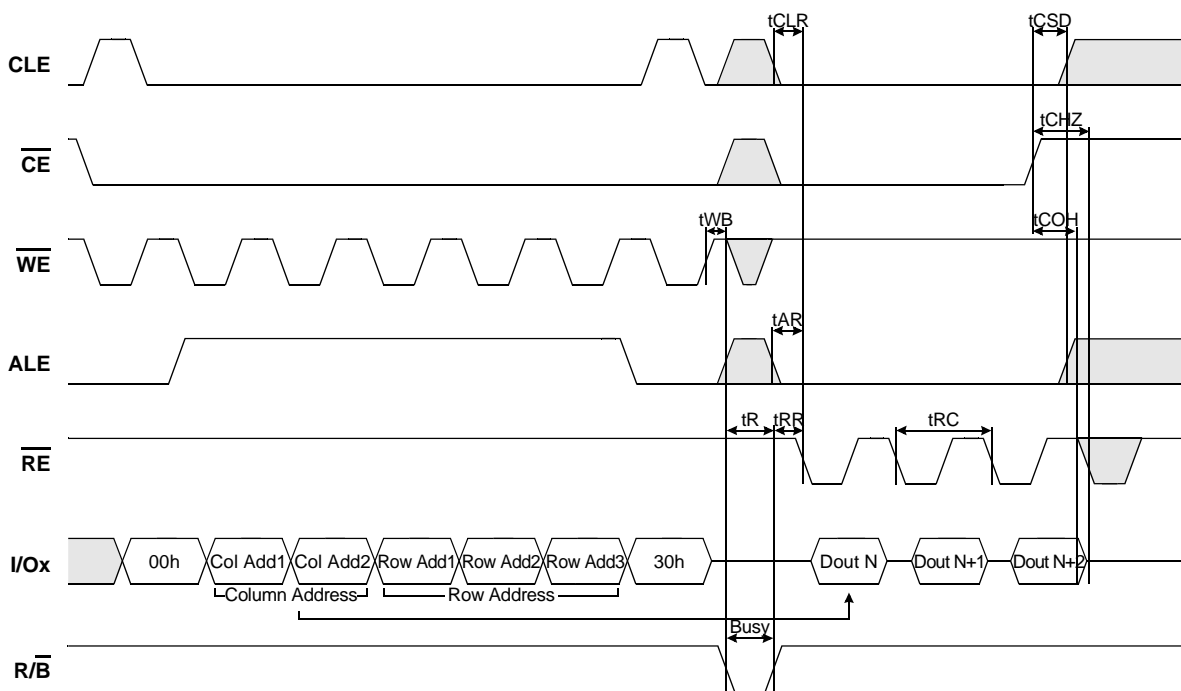 tCLR tCSD
CLE
tCHZ
CE
tWB tCOH
WE
tAR
ALE
tR tRR tRC
RE
I/Ox 00h Col Add1 Col Add2 Row Add1 Row Add2 Row Add3 30h Dout N Dout N+1 Dout N+2
Column Address Row Address
Busy
R/B